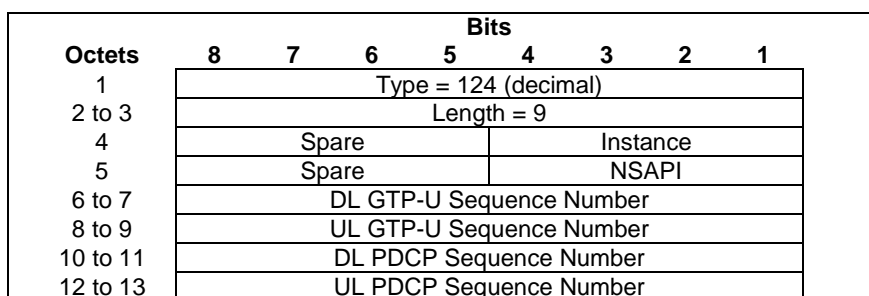 Bits
Octets 8 7 6 5 4 3 2 1
1 Type = 124 (decimal)
2 to 3 Length = 9
4 Spare Instance
5 Spare NSAPI
6 to 7 DL GTP-U Sequence Number
8 to 9 UL GTP-U Sequence Number
10 to 11 DL PDCP Sequence Number
12 to 13 UL PDCP Sequence Number